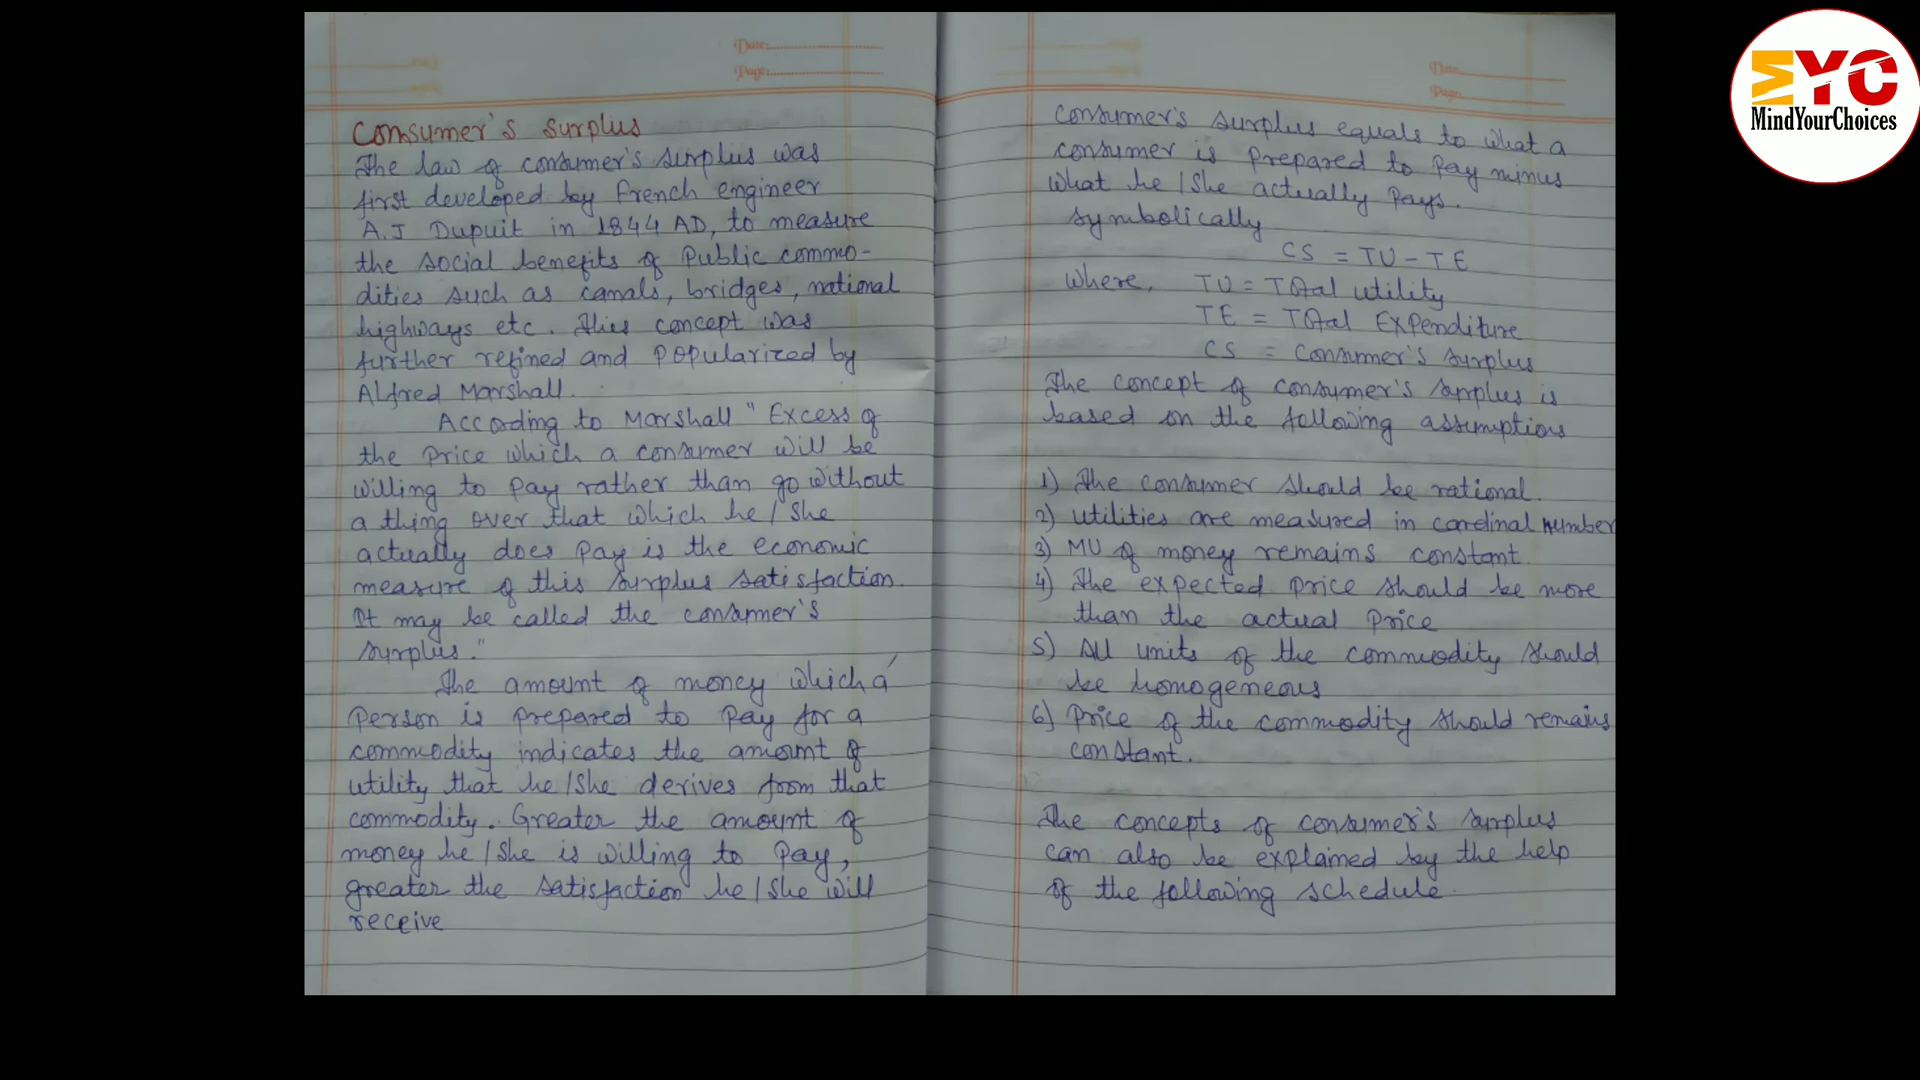 Date:
Page:
Consumer's surplus
The law of consumer's surplus was
first developed by French engineer
A.J Dupuit in 1844 AD, to measure
the social benefits of Public commo-
dities such as canals, bridges, national
highways etc. This concept was
further refined and popularized by
Alfred Marshall.
According to Marshall "Excess of
the price which a consumer will be
willing to pay rather than go without
a thing over that which he/she
actually does pay is the economic
measure of this surplus satisfaction.
It may be called the consumer's
surplus."
The amount of money which a
person is prepared to pay for a
commodity indicates the amount of
utility that he/she derives from that
commodity. Greater the amount of
money he/she is willing to pay,
greater the satisfaction he/she will
receive
Date
Page
Consumer's surplus equals to what a
consumer is prepared to pay minus
what he/she actually pays.
symbolically
CS = TU - TE
where, TU = Total utility
TE = Total Expenditure
CS = Consumer's surplus
The concept of consumer's surplus is
based on the following assumptions
1) The consumer should be rational.
2) utilities are measured in cardinal number
3) MU of money remains constant.
4) The expected price should be more
than the actual price
5) All units of the commodity should
be homogeneous
6) Price of the commodity should remains
constant.
The concepts of consumer's surplus
can also be explained by the help
of the following schedule.
MYC
MindYourChoices